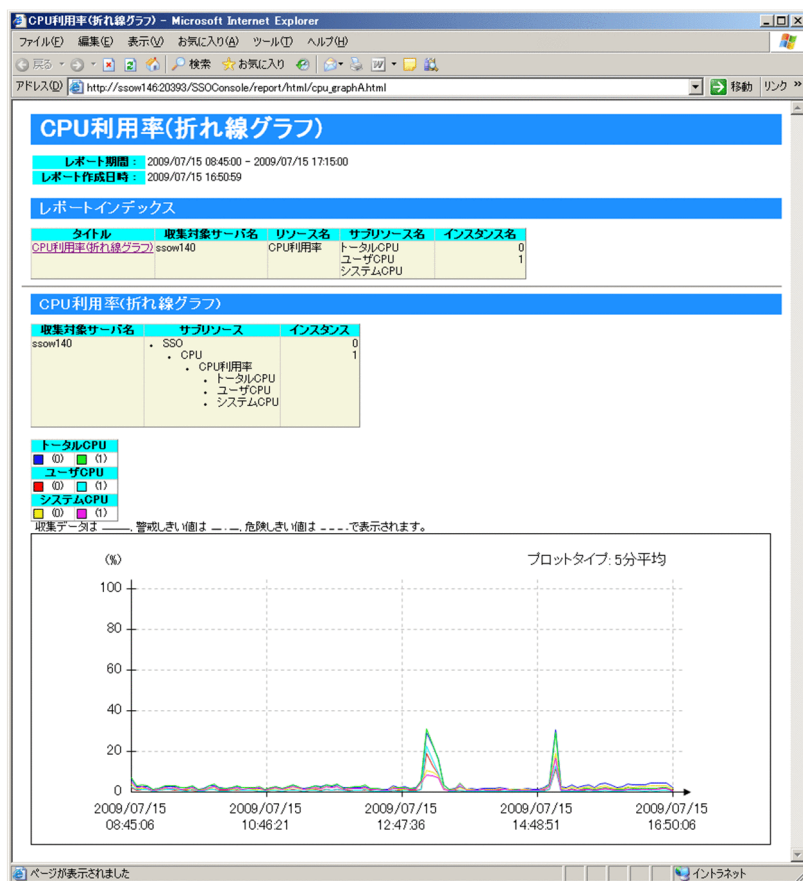 CPU利用率(折れ線グラフ) - Microsoft Internet Explorer
ファイル(F) 編集(E) 表示(V) お気に入り(A) ツール(T) ヘルプ(H)
戻る 検索 お気に入り
アドレス(D) http://ssow146:20393/SSOConsole/report/html/cpu_graphA.html 移動 リンク »
CPU利用率(折れ線グラフ)
レポート期間： 2009/07/15 08:45:00 - 2009/07/15 17:15:00
レポート作成日時： 2009/07/15 16:50:59
レポートインデックス
タイトル 収集対象サーバ名 リソース名 サブリソース名 インスタンス名
CPU利用率(折れ線グラフ) ssow140 CPU利用率 トータルCPU 0
ユーザCPU 1
システムCPU
CPU利用率(折れ線グラフ)
収集対象サーバ名 サブリソース インスタンス
ssow140 • SSO 0
• CPU 1
• CPU利用率
• トータルCPU
• ユーザCPU
• システムCPU
トータルCPU
(0) (1)
ユーザCPU
(0) (1)
システムCPU
(0) (1)
収集データは ―――, 警戒しきい値は ― - ―, 危険しきい値は - - - - で表示されます。
(%) プロットタイプ: 5分平均
100
80
60
40
20
0
2009/07/15 2009/07/15 2009/07/15 2009/07/15 2009/07/15
08:45:06 10:46:21 12:47:36 14:48:51 16:50:06
ページが表示されました イントラネット